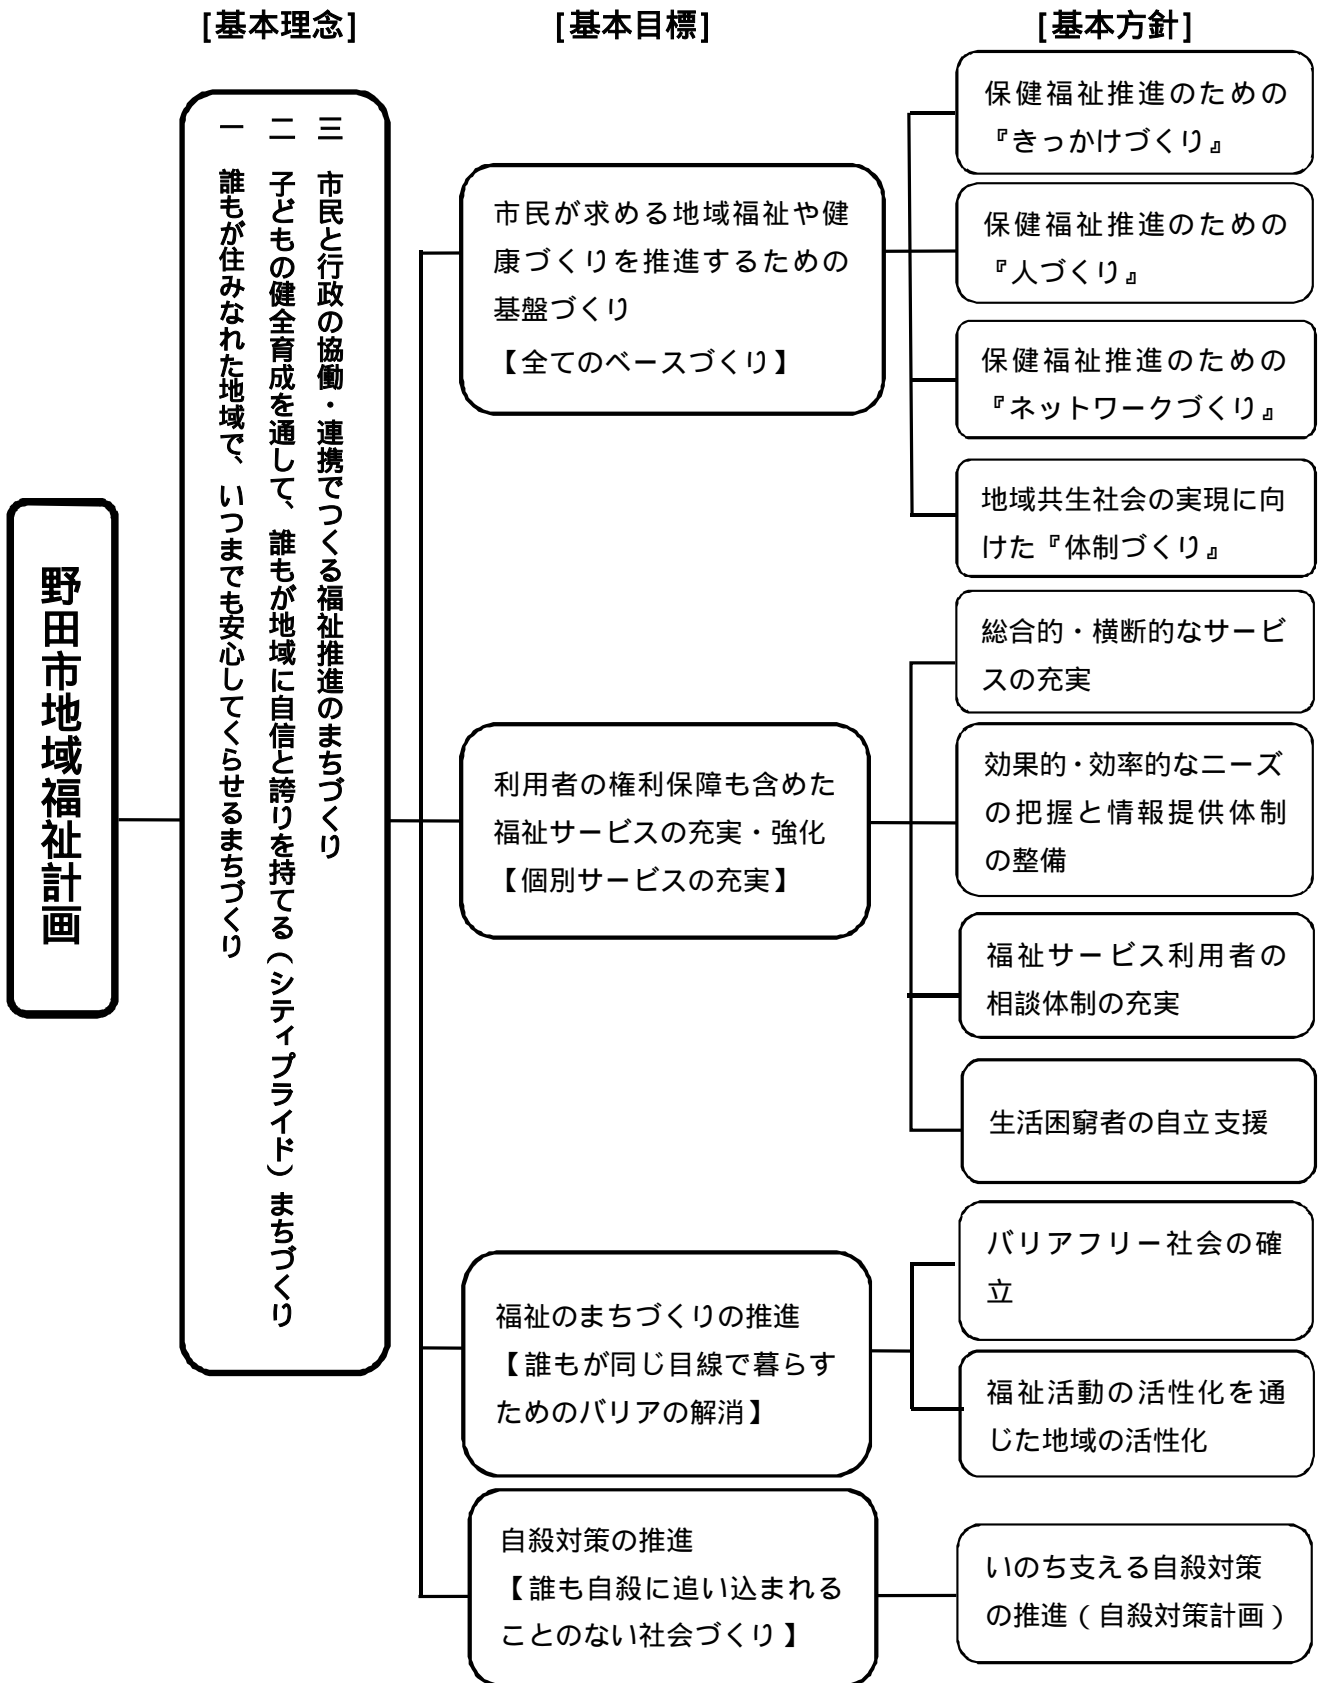 [基本理念]
[基本目標]
[基本方針]
野田市地域福祉計画
三 市民と行政の協働・連携でつくる福祉推進のまちづくり
二 子どもの健全育成を通して、誰もが地域に自信と誇りを持てる（シティプライド）まちづくり
一 誰もが住みなれた地域で、いつまでも安心してくらせるまちづくり
市民が求める地域福祉や健
康づくりを推進するための
基盤づくり
【全てのベースづくり】
保健福祉推進のための
『きっかけづくり』
保健福祉推進のための
『人づくり』
保健福祉推進のための
『ネットワークづくり』
地域共生社会の実現に向
けた『体制づくり』
利用者の権利保障も含めた
福祉サービスの充実・強化
【個別サービスの充実】
総合的・横断的なサービ
スの充実
効果的・効率的なニーズ
の把握と情報提供体制
の整備
福祉サービス利用者の
相談体制の充実
生活困窮者の自立支援
福祉のまちづくりの推進
【誰もが同じ目線で暮らす
ためのバリアの解消】
バリアフリー社会の確
立
福祉活動の活性化を通
じた地域の活性化
自殺対策の推進
【誰も自殺に追い込まれる
ことのない社会づくり】
いのち支える自殺対策
の推進（自殺対策計画）